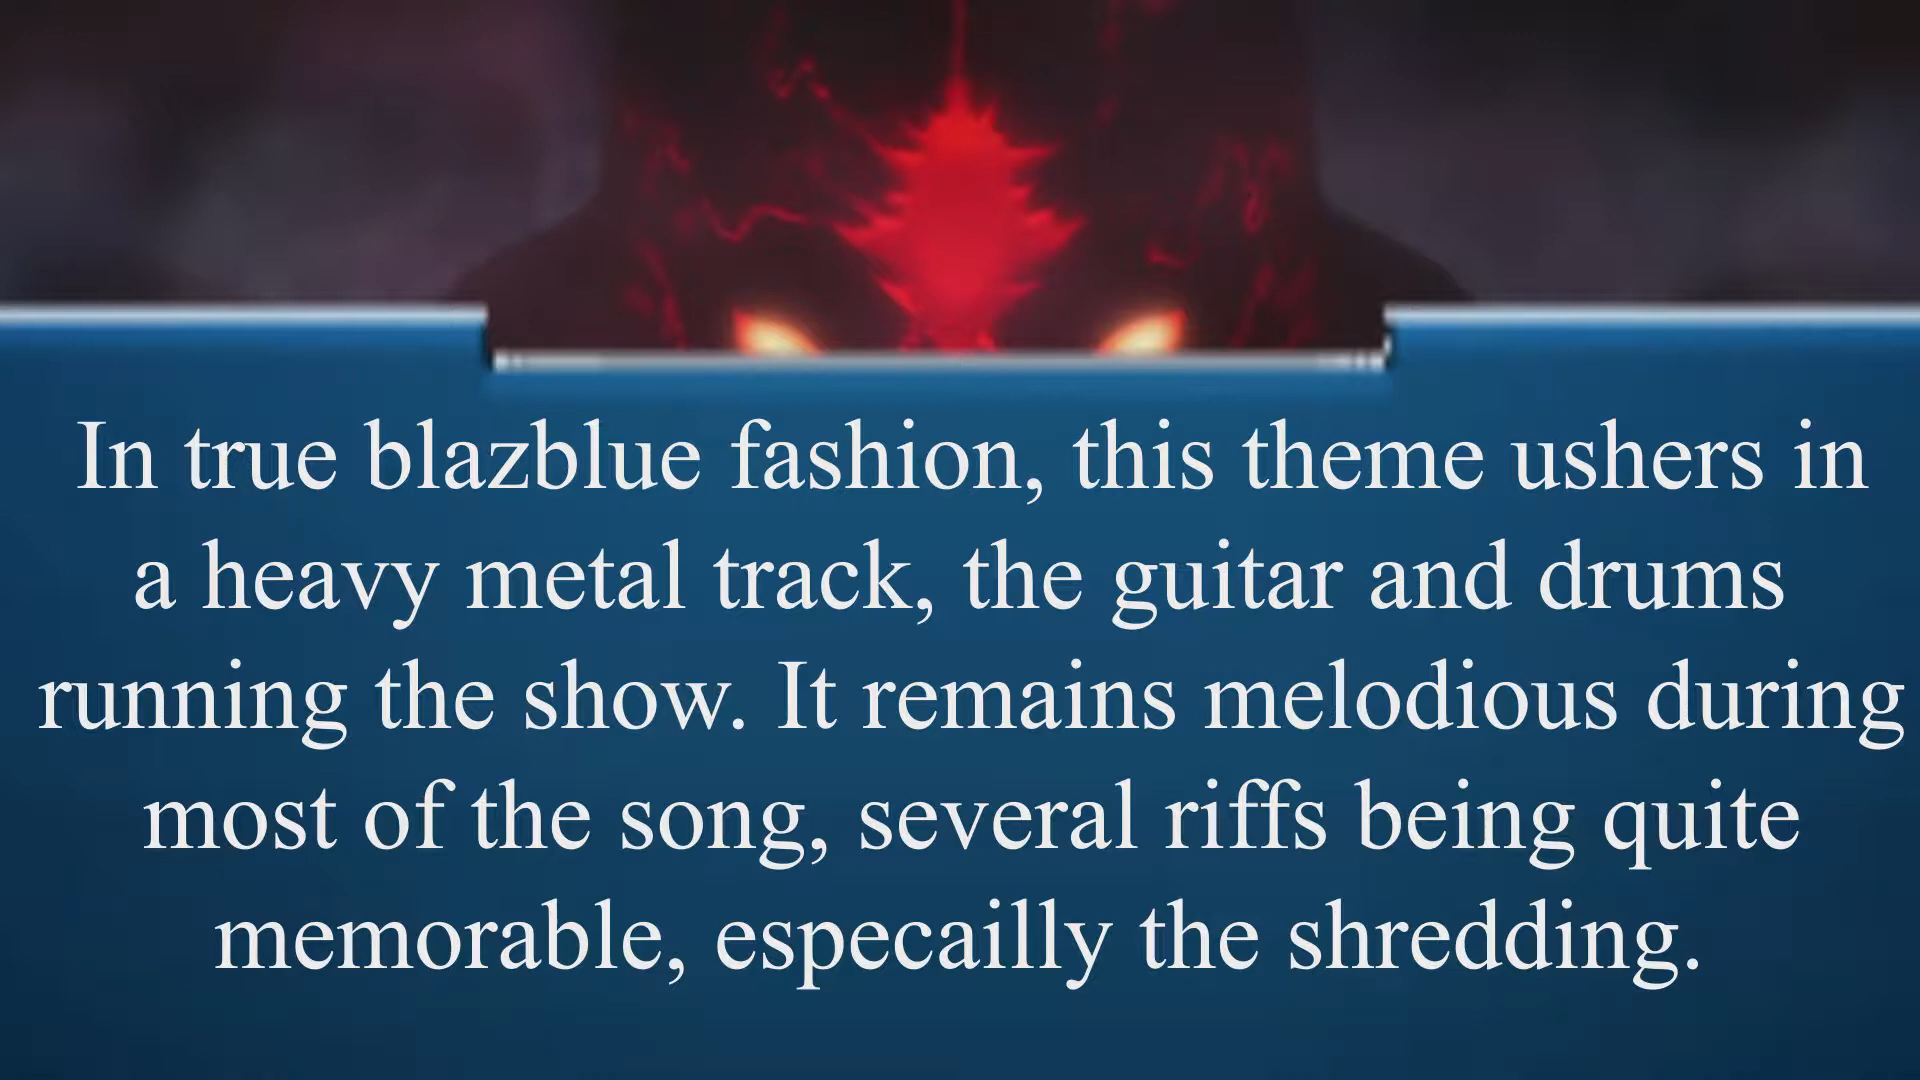 In true blazblue fashion, this theme ushers in
a heavy metal track, the guitar and drums
running the show. It remains melodious during
most of the song, several riffs being quite
memorable, especailly the shredding.